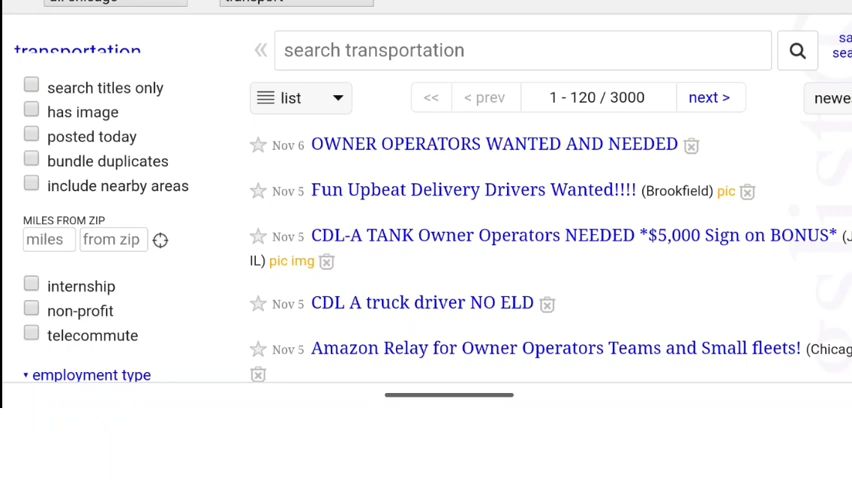 transportation
search transportation
search titles only
has image
posted today
bundle duplicates
include nearby areas
MILES FROM ZIP
miles
from zip
internship
non-profit
telecommute
employment type
list
<< < prev 1 - 120 / 3000 next >
Nov 6 OWNER OPERATORS WANTED AND NEEDED
Nov 5 Fun Upbeat Delivery Drivers Wanted!!!! (Brookfield) pic
Nov 5 CDL-A TANK Owner Operators NEEDED *$5,000 Sign on BONUS*
IL) pic img
Nov 5 CDL A truck driver NO ELD
Nov 5 Amazon Relay for Owner Operators Teams and Small fleets! (Chicag